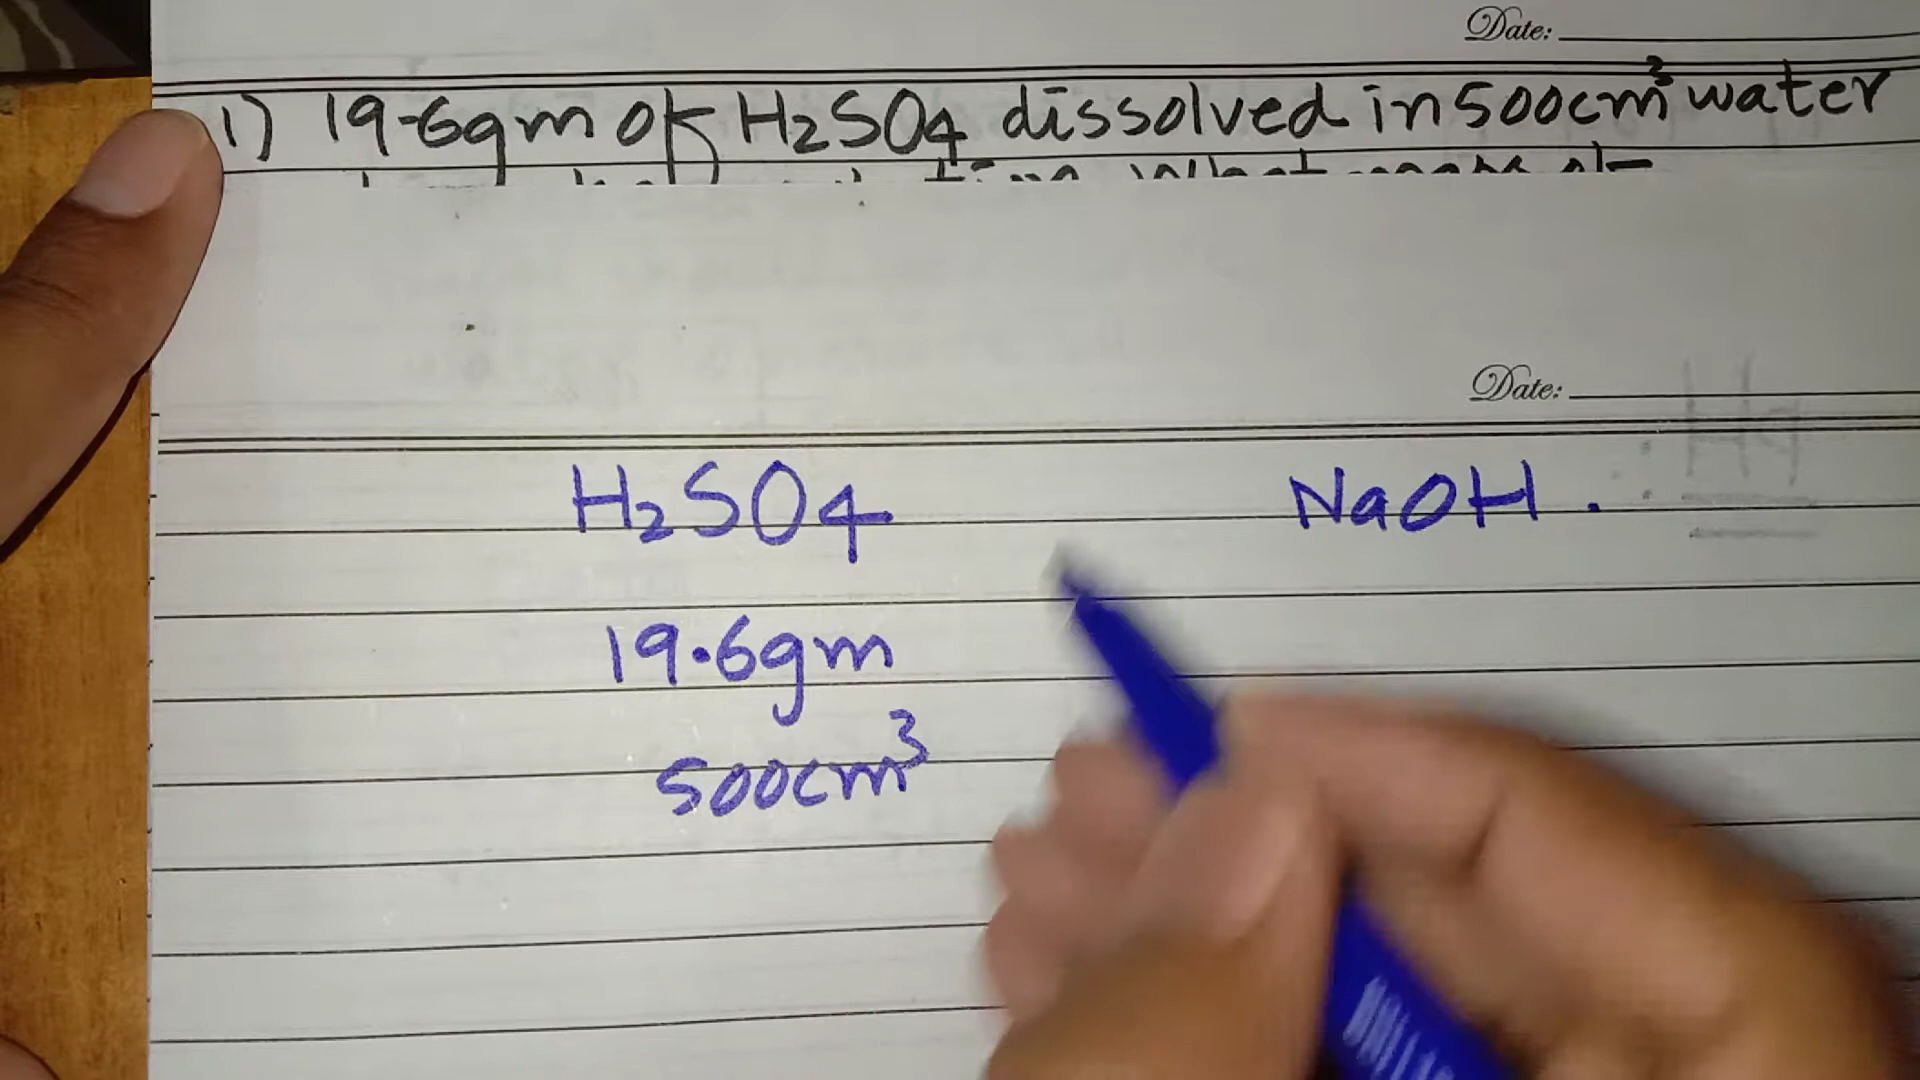 Date:
1) 19.6gm of H2SO4 dissolved in 500cm³ water
Date:
H2SO4 NaOH.
19.6gm
500cm³